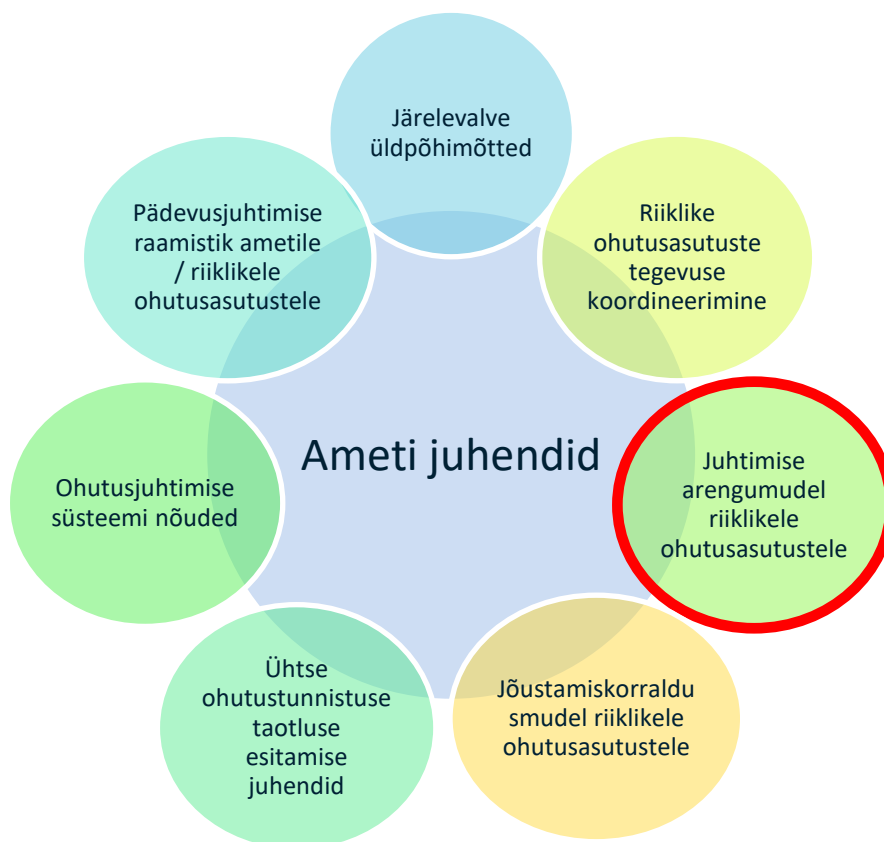 Järelevalve
üldpõhimõtted
Riiklike
ohutusasutuste
tegevuse
koordineerimine
Juhtimise
arengumudel
riiklikele
ohutusasutustele
Jõustamiskorraldu
smudel riiklikele
ohutusasutustele
Ühtse
ohutustunnistuse
taotluse
esitamise
juhendid
Ohutusjuhtimise
süsteemi nõuded
Pädevusjuhtimise
raamistik ametile
/ riiklikele
ohutusasutustele
Ameti juhendid